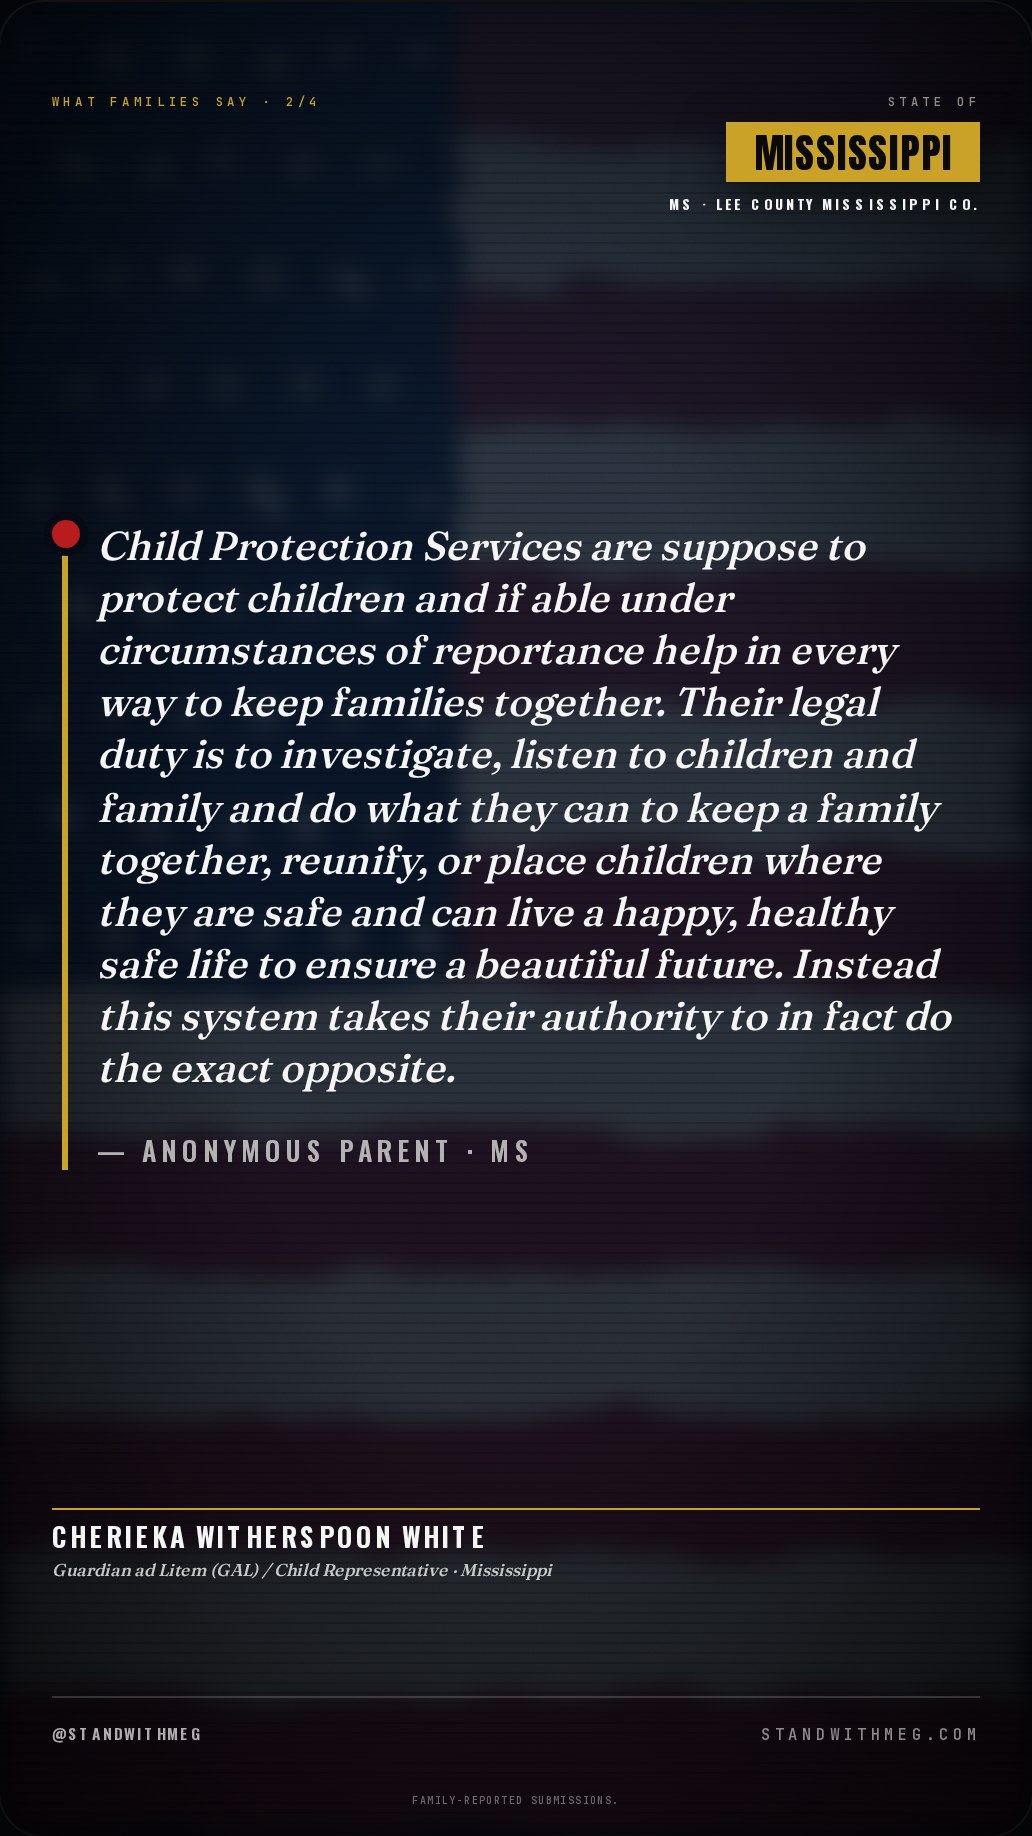 WHAT FAMILIES SAY · 2/4
STATE OF
MISSISSIPPI
MS · LEE COUNTY MISSISSIPPI CO.
Child Protection Services are suppose to
protect children and if able under
circumstances of reportance help in every
way to keep families together. Their legal
duty is to investigate, listen to children and
family and do what they can to keep a family
together, reunify, or place children where
they are safe and can live a happy, healthy
safe life to ensure a beautiful future. Instead
this system takes their authority to in fact do
the exact opposite.
— ANONYMOUS PARENT · MS
CHERIEKA WITHERSPOON WHITE
Guardian ad Litem (GAL) / Child Representative · Mississippi
@STANDWITHMEG
STANDWITHMEG.COM
FAMILY-REPORTED SUBMISSIONS.